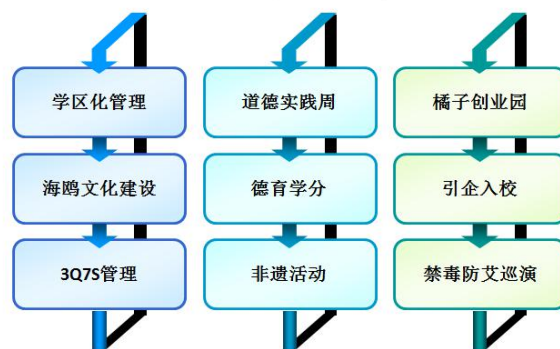 学区化管理
海鸥文化建设
3Q7S管理
道德实践周
德育学分
非遗活动
橘子创业园
引企入校
禁毒防艾巡演